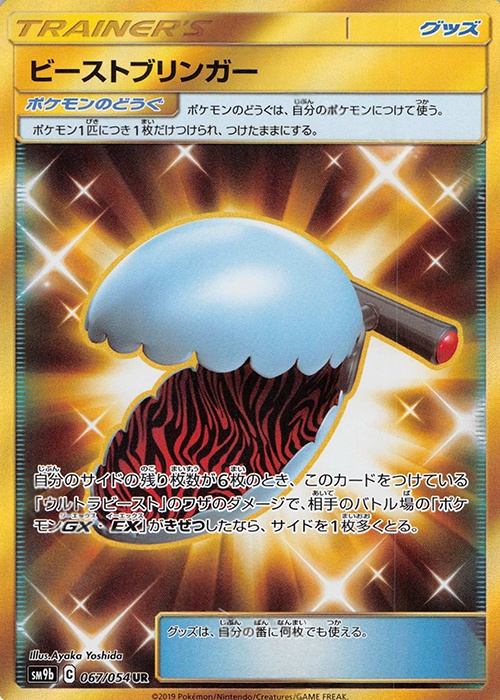 TRAINER'S
グッズ
ビーストブリンガー
ポケモンのどうぐ
ポケモンのどうぐは、自分のポケモンにつけて使う。
ポケモン1匹につき1枚だけつけられ、つけたままにする。
自分のサイドの残り枚数が6枚のとき、このカードをつけている
「ウルトラビースト」のワザのダメージで、相手のバトル場の「ポケ
モンGX・EX」がきぜつしたなら、サイドを1枚多くとる。
グッズは、自分の番に何枚でも使える。
Illus.Ayaka Yoshida
sm9b C 067/054 UR
©2019 Pokémon/Nintendo/Creatures/GAME FREAK.